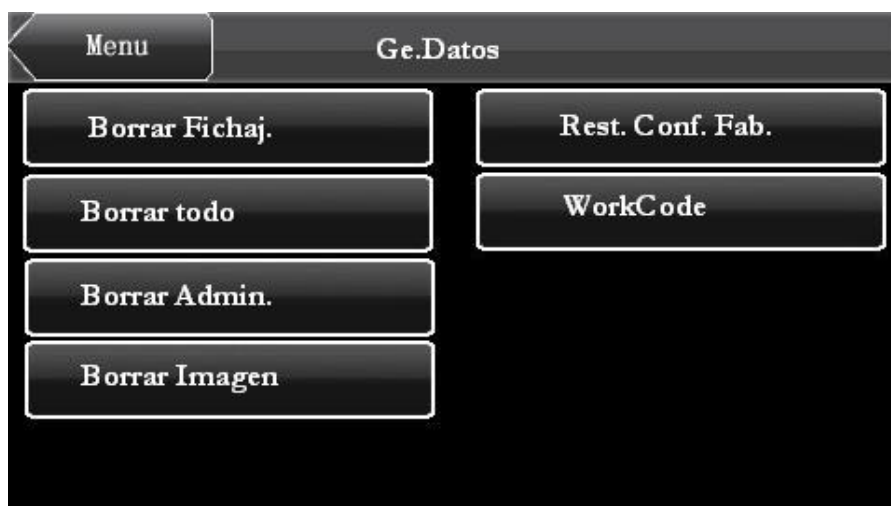 Menu
Ge.Datos
Borrar Fichaj.
Borrar todo
Borrar Admin.
Borrar Imagen
Rest. Conf. Fab.
WorkCode